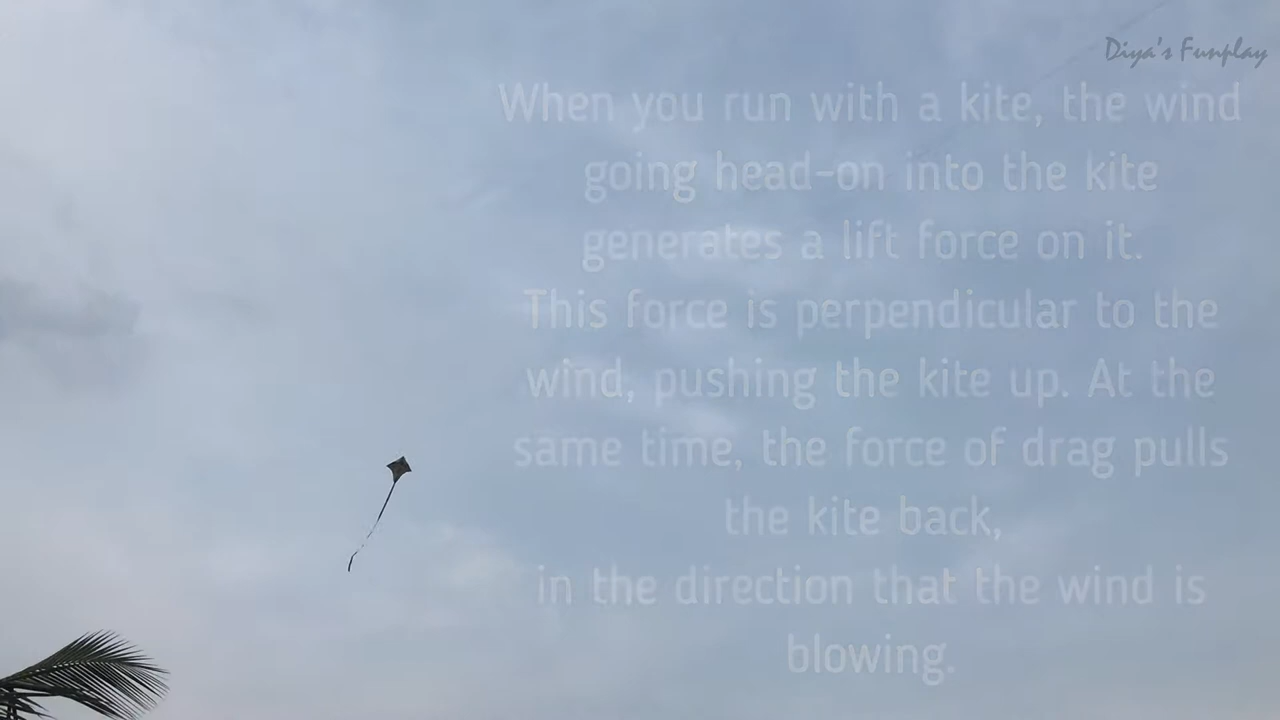 Diya's Funplay
When you run with a kite, the wind
going head-on into the kite
generates a lift force on it.
This force is perpendicular to the
wind, pushing the kite up. At the
same time, the force of drag pulls
the kite back,
in the direction that the wind is
blowing.